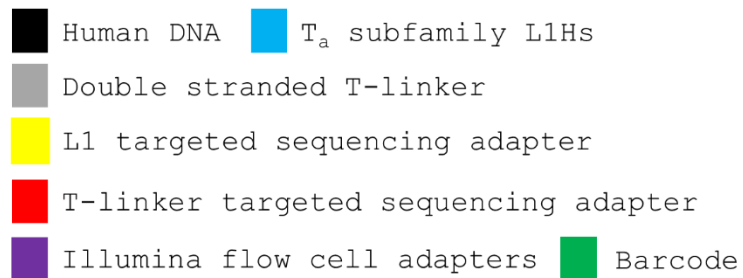 Human DNA Ta subfamily L1Hs
Double stranded T-linker
L1 targeted sequencing adapter
T-linker targeted sequencing adapter
Illumina flow cell adapters Barcode